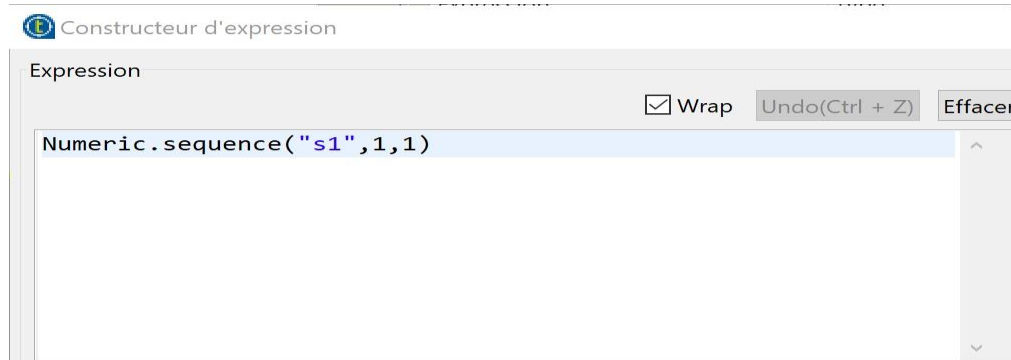 Constructeur d'expression
Expression
Wrap Undo(Ctrl + Z) Effacer
Numeric.sequence("s1",1,1)